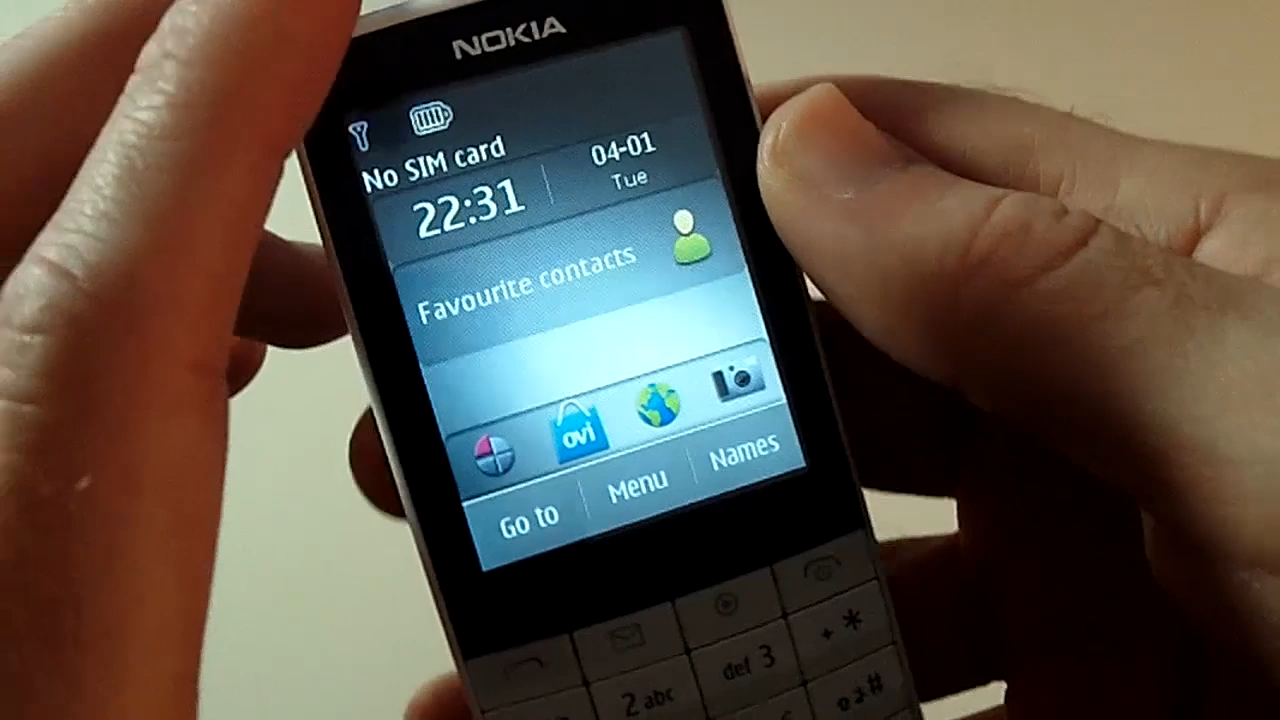 NOKIA
No SIM card
22:31
04-01
Tue
Favourite contacts
ovi
Go to
Menu
Names
2 abc
def 3
+ *
#